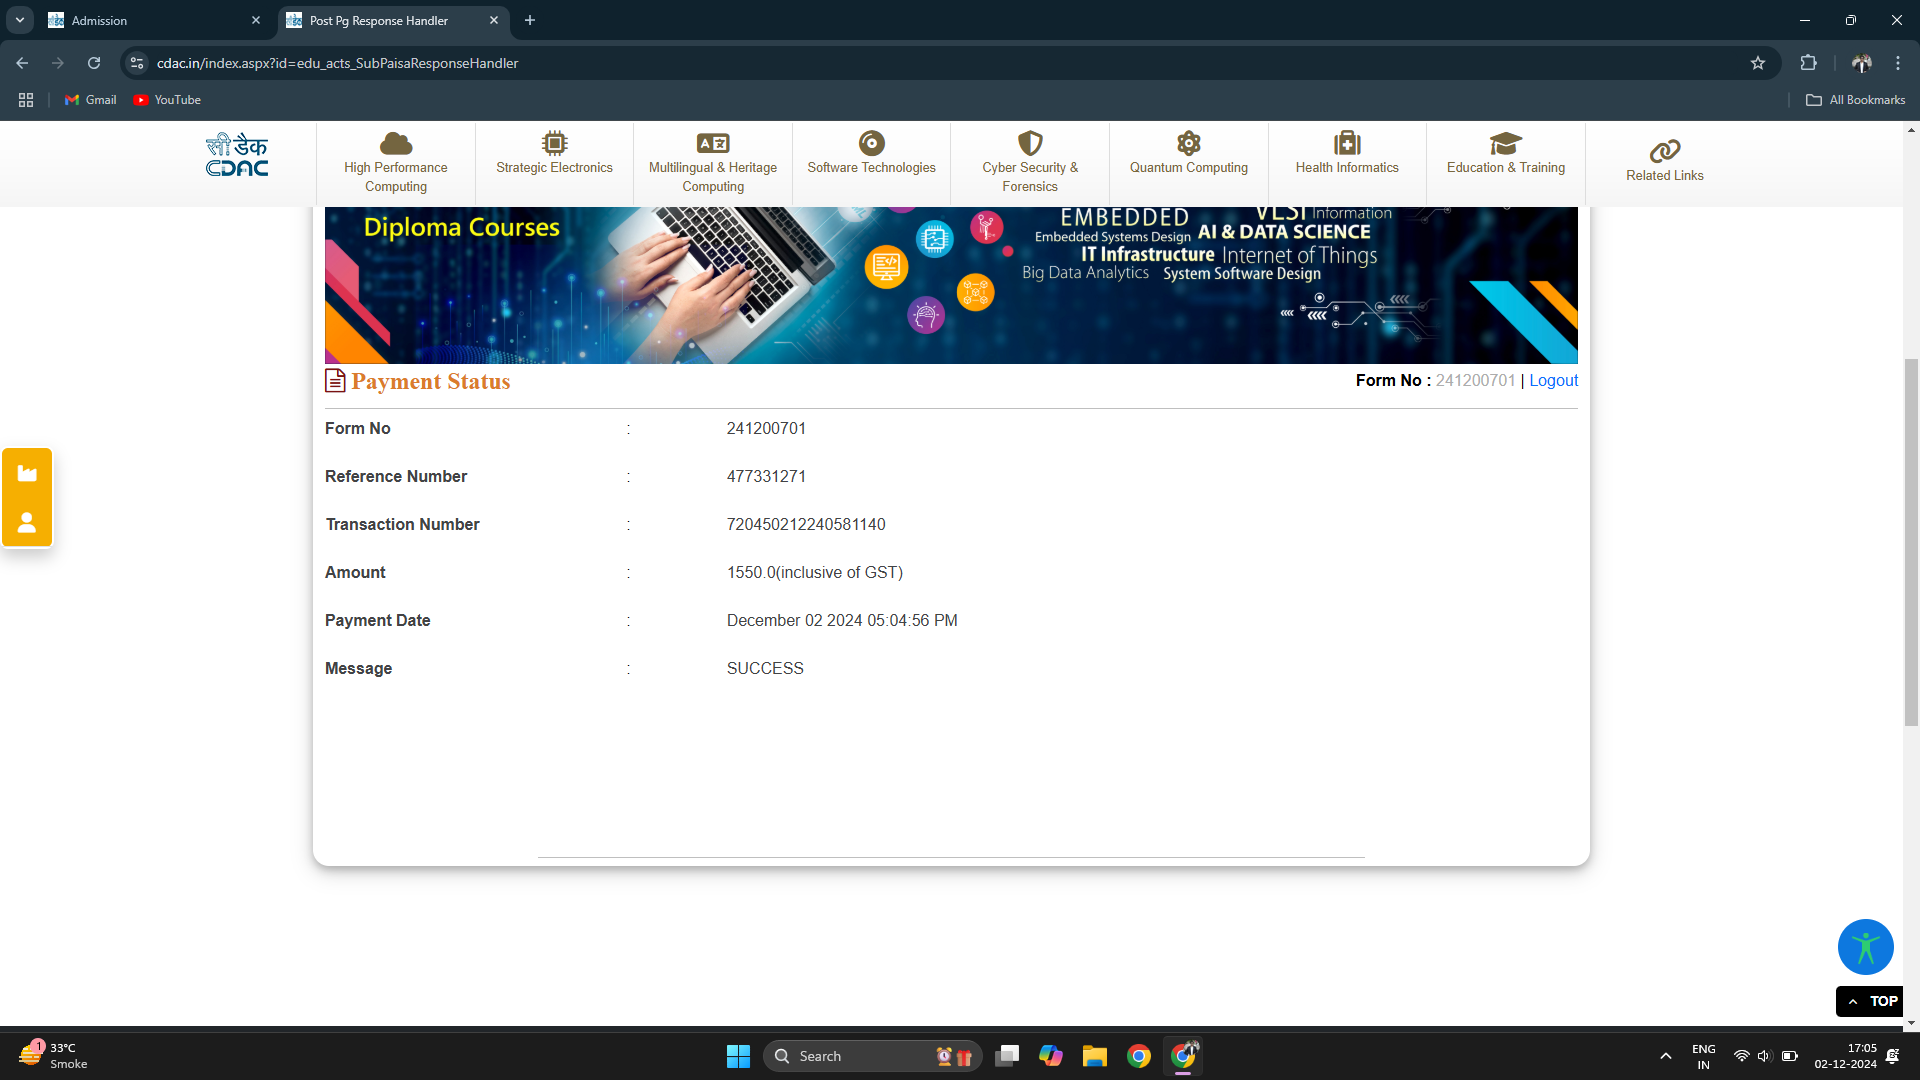 Admission
Post Pg Response Handler
cdac.in/index.aspx?id=edu_acts_SubPaisaResponseHandler
Gmail
YouTube
All Bookmarks
सी डैक
CDAC
High Performance
Computing
Strategic Electronics
Multilingual & Heritage
Computing
Software Technologies
Cyber Security &
Forensics
Quantum Computing
Health Informatics
Education & Training
Related Links
Diploma Courses
EMBEDDED
VLSI Information
Embedded Systems Design AI & DATA SCIENCE
IT Infrastructure Internet of Things
Big Data Analytics System Software Design
Payment Status
Form No : 241200701 | Logout
Form No : 241200701
Reference Number : 477331271
Transaction Number : 720450212240581140
Amount : 1550.0(inclusive of GST)
Payment Date : December 02 2024 05:04:56 PM
Message : SUCCESS
TOP
1
33°C
Smoke
Search
ENG
IN
17:05
02-12-2024